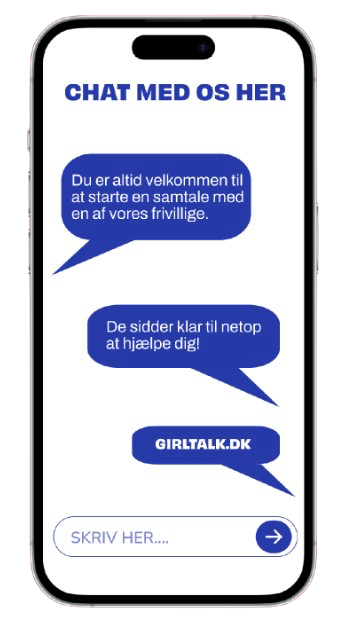 CHAT MED OS HER
Du er altid velkommen til
at starte en samtale med
en af vores frivillige.
De sidder klar til netop
at hjælpe dig!
GIRLTALK.DK
SKRIV HER....